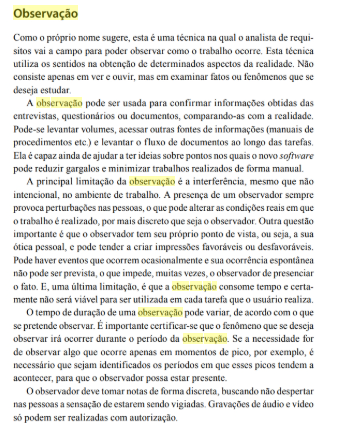 Observação
Como o próprio nome sugere, esta é uma técnica na qual o analista de requi-
sitos vai a campo para poder observar como o trabalho ocorre. Esta técnica
utiliza os sentidos na obtenção de determinados aspectos da realidade. Não
consiste apenas em ver e ouvir, mas em examinar fatos ou fenômenos que se
deseja estudar.
A observação pode ser usada para confirmar informações obtidas das
entrevistas, questionários ou documentos, comparando-as com a realidade.
Pode-se levantar volumes, acessar outras fontes de informações (manuais de
procedimentos etc.) e levantar o fluxo de documentos ao longo das tarefas.
Ela é capaz ainda de ajudar a ter ideias sobre pontos nos quais o novo software
pode reduzir gargalos e minimizar trabalhos realizados de forma manual.
A principal limitação da observação é a interferência, mesmo que não
intencional, no ambiente de trabalho. A presença de um observador sempre
provoca perturbações nas pessoas, o que pode alterar as condições reais em que
o trabalho é realizado, por mais discreto que seja o observador. Outra questão
importante é que o observador tem seu próprio ponto de vista, ou seja, a sua
ótica pessoal, e pode tender a criar impressões favoráveis ou desfavoráveis.
Pode haver eventos que ocorrem ocasionalmente e sua ocorrência espontânea
não pode ser prevista, o que impede, muitas vezes, o observador de presenciar
o fato. E, uma última limitação, é que a observação consome tempo e certa-
mente não será viável para ser utilizada em cada tarefa que o usuário realiza.
O tempo de duração de uma observação pode variar, de acordo com o que
se pretende observar. É importante certificar-se que o fenômeno que se deseja
observar irá ocorrer durante o período da observação. Se a necessidade for
de observar algo que ocorre apenas em momentos de pico, por exemplo, é
necessário que sejam identificados os períodos em que esses picos tendem a
acontecer, para que o observador possa estar presente.
O observador deve tomar notas de forma discreta, buscando não despertar
nas pessoas a sensação de estarem sendo vigiadas. Gravações de áudio e vídeo
só podem ser realizadas com autorização.